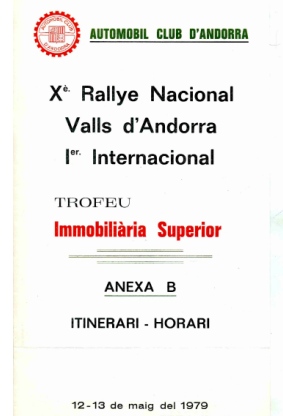 AUTOMOBIL CLUB D'ANDORRA
Xè. Rallye Nacional
Valls d'Andorra
Ier. Internacional
TROFEU
Immobiliària Superior
ANEXA B
ITINERARI - HORARI
12-13 de maig del 1979